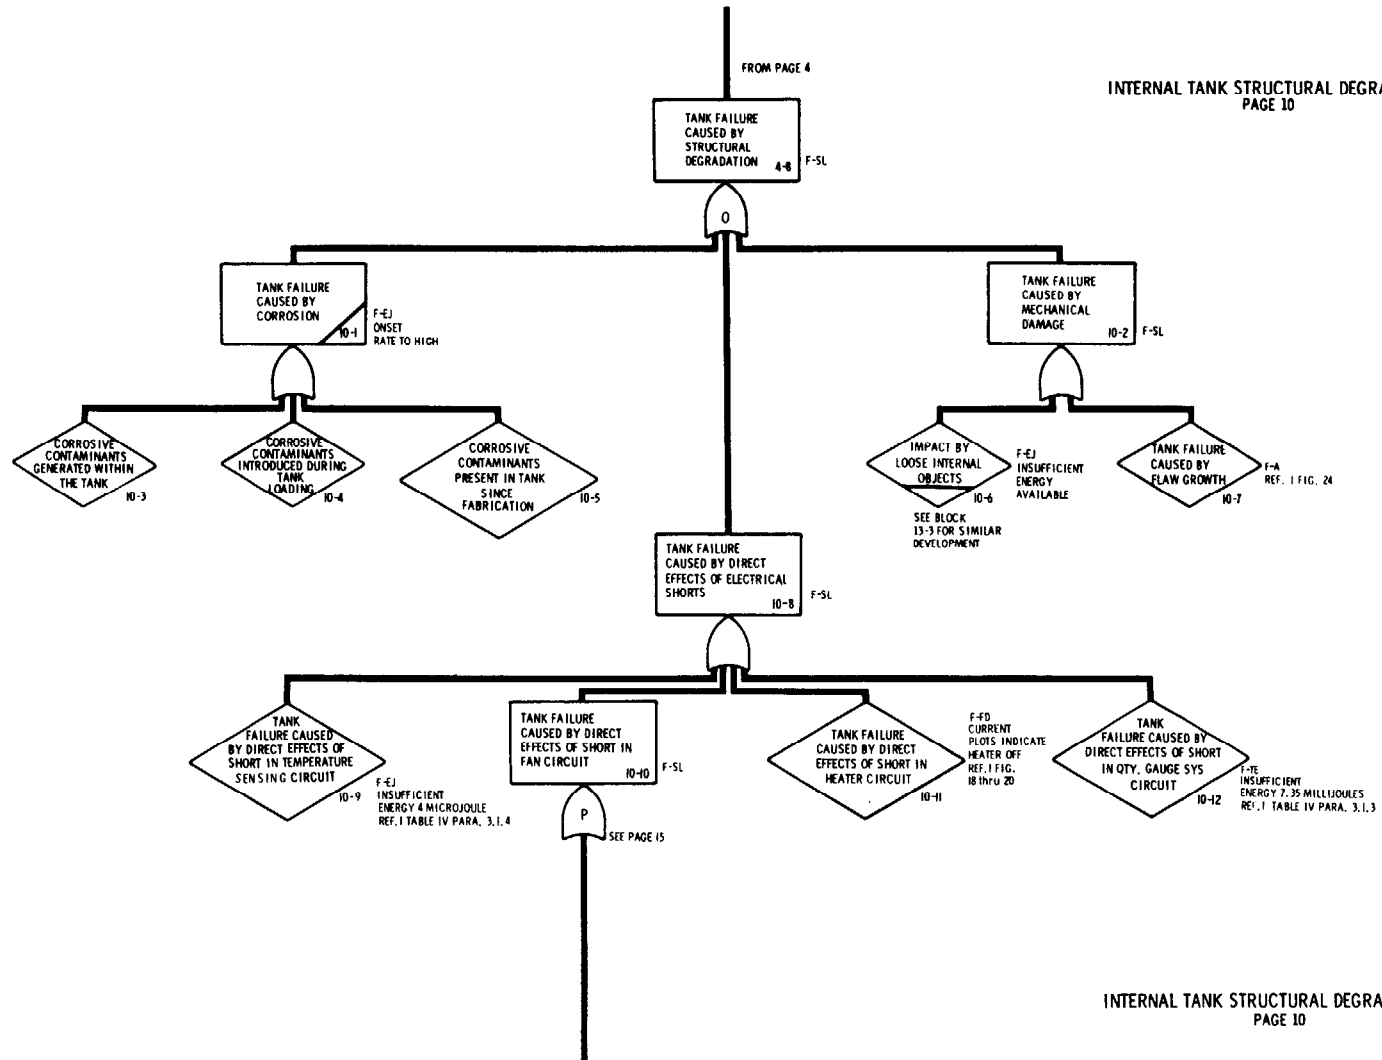 FROM PAGE 4
INTERNAL TANK STRUCTURAL DEGRA
PAGE 10
TANK FAILURE
CAUSED BY
STRUCTURAL
DEGRADATION
4-6
F-SL
O
TANK FAILURE
CAUSED BY
CORROSION
10-1
F-EJ
ONSET
RATE TO HIGH
TANK FAILURE
CAUSED BY
MECHANICAL
DAMAGE
10-2
F-SL
CORROSIVE
CONTAMINANTS
GENERATED WITHIN
THE TANK
10-3
CORROSIVE
CONTAMINANTS
INTRODUCED DURING
TANK
LOADING
10-4
CORROSIVE
CONTAMINANTS
PRESENT IN TANK
SINCE
FABRICATION
10-5
IMPACT BY
LOOSE INTERNAL
OBJECTS
10-6
F-EJ
INSUFFICIENT
ENERGY
AVAILABLE
SEE BLOCK
13-3 FOR SIMILAR
DEVELOPMENT
TANK FAILURE
CAUSED BY
FLAW GROWTH
10-7
F-A
REF. 1 FIG. 24
TANK FAILURE
CAUSED BY DIRECT
EFFECTS OF ELECTRICAL
SHORTS
10-8
F-SL
TANK
FAILURE CAUSED
BY DIRECT EFFECTS OF
SHORT IN TEMPERATURE
SENSING CIRCUIT
10-9
F-EJ
INSUFFICIENT
ENERGY 4 MICROJOULE
REF. 1 TABLE IV PARA. 3.1.4
TANK FAILURE
CAUSED BY DIRECT
EFFECTS OF SHORT IN
FAN CIRCUIT
10-10
F-SL
P
SEE PAGE 15
TANK FAILURE
CAUSED BY DIRECT
EFFECTS OF SHORT IN
HEATER CIRCUIT
10-11
F-FD
CURRENT
PLOTS INDICATE
HEATER OFF
REF. 1 FIG.
18 thru 20
TANK
FAILURE CAUSED BY
DIRECT EFFECTS OF SHORT
IN QTY. GAUGE SYS
CIRCUIT
10-12
F-TE
INSUFFICIENT
ENERGY 7.35 MILLIJOULES
REF. 1 TABLE IV PARA. 3.1.3
INTERNAL TANK STRUCTURAL DEGRA
PAGE 10